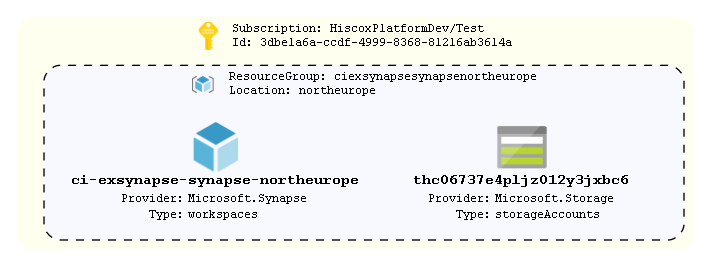 Subscription: HiscoxPlatformDev/Test
Id: 3dbe1a6a-ccdf-4999-8368-81216ab3614a
ResourceGroup: ciexsynapsesynapsenortheurope
Location: northeurope
ci-exsynapse-synapse-northeurope
Provider: Microsoft.Synapse
Type: workspaces
thc06737e4pljz012y3jxbc6
Provider: Microsoft.Storage
Type: storageAccounts